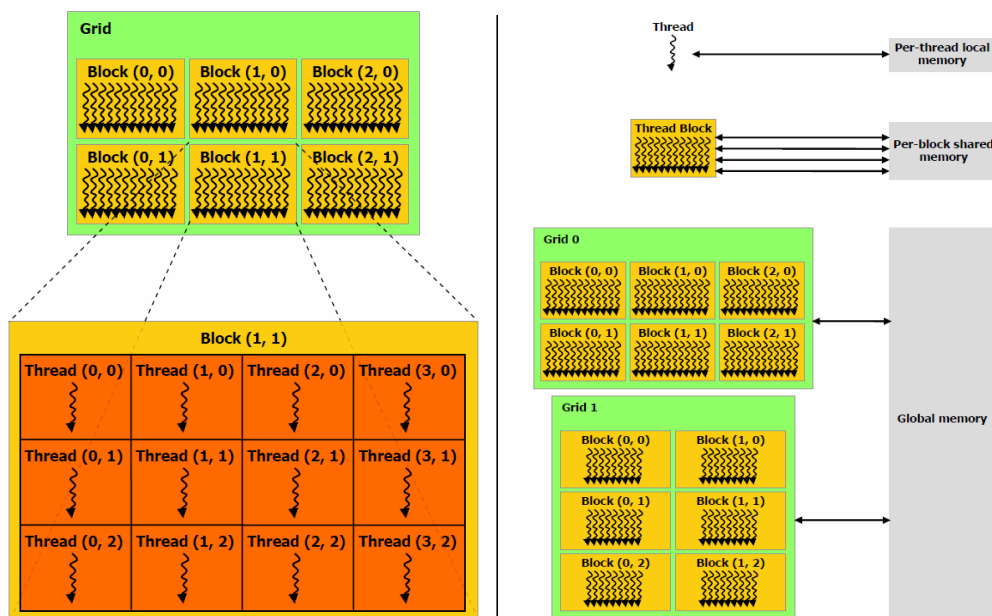 Grid
Block (0, 0) Block (1, 0) Block (2, 0)
Block (0, 1) Block (1, 1) Block (2, 1)
Block (1, 1)
Thread (0, 0) Thread (1, 0) Thread (2, 0) Thread (3, 0)
Thread (0, 1) Thread (1, 1) Thread (2, 1) Thread (3, 1)
Thread (0, 2) Thread (1, 2) Thread (2, 2) Thread (3, 2)
Thread
Per-thread local
memory
Thread Block
Per-block shared
memory
Grid 0
Block (0, 0) Block (1, 0) Block (2, 0)
Block (0, 1) Block (1, 1) Block (2, 1)
Grid 1
Block (0, 0) Block (1, 0)
Block (0, 1) Block (1, 1)
Block (0, 2) Block (1, 2)
Global memory